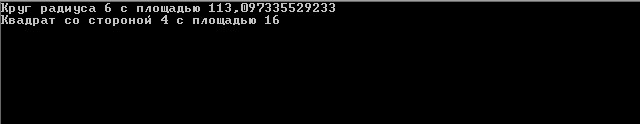 Круг радиуса 6 с площадью 113,097335529233
Квадрат со стороной 4 с площадью 16